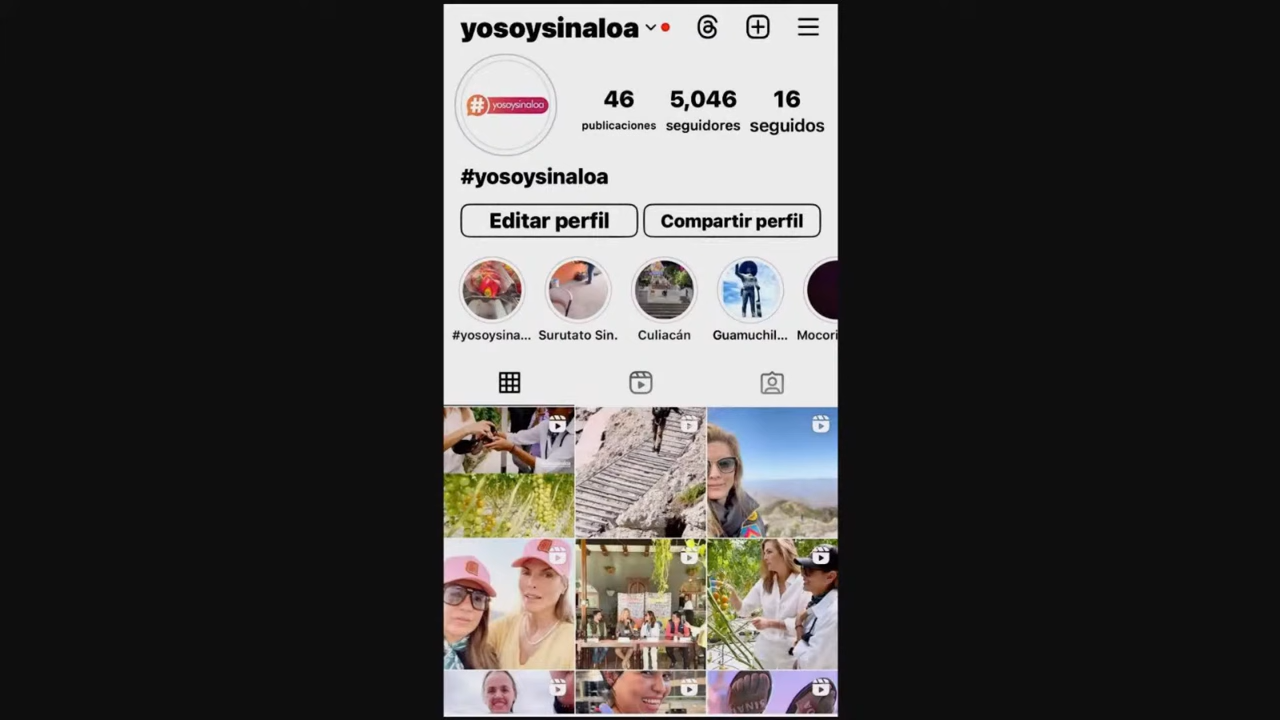 yosoysinaloa
# yosoysinaloa
46 5,046 16
publicaciones seguidores seguidos
#yosoysinaloa
Editar perfil Compartir perfil
#yosoysina... Surutato Sin. Culiacán Guamuchil... Mocori